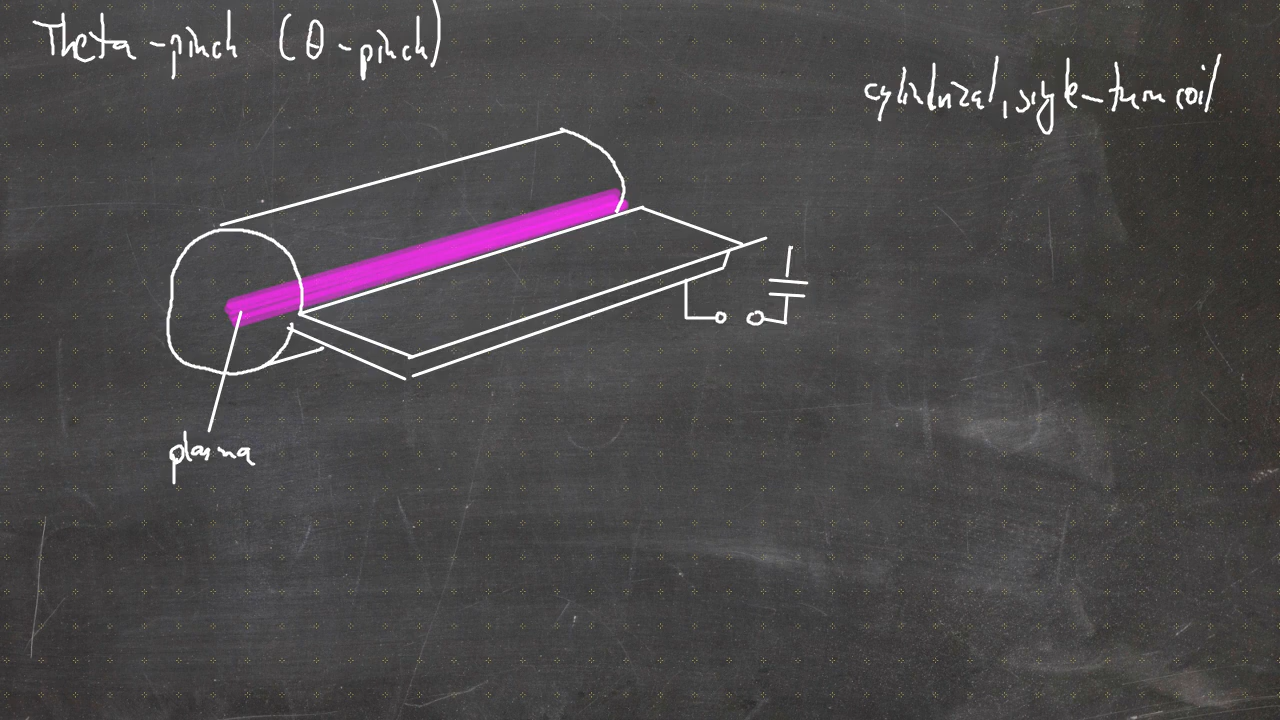 Theta-pinch (θ-pinch)
cylindrical, single-turn coil
plasma